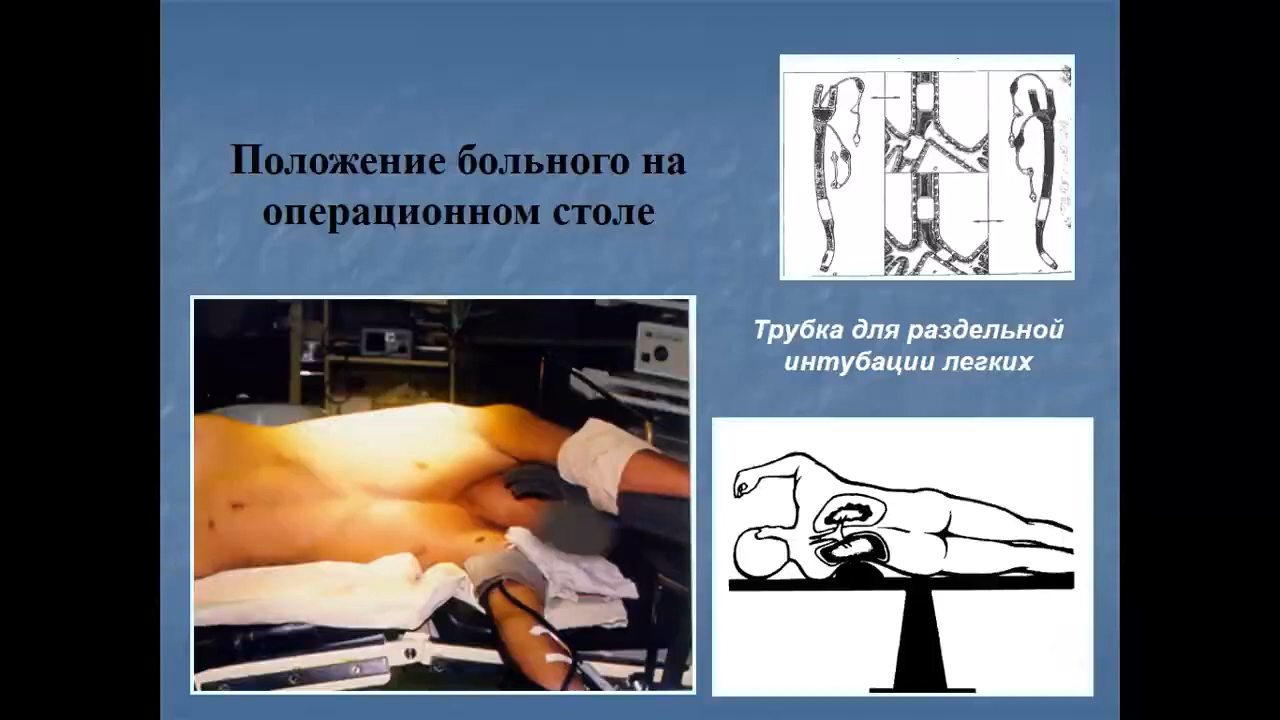 Положение больного на
операционном столе
Трубка для раздельной
интубации легких